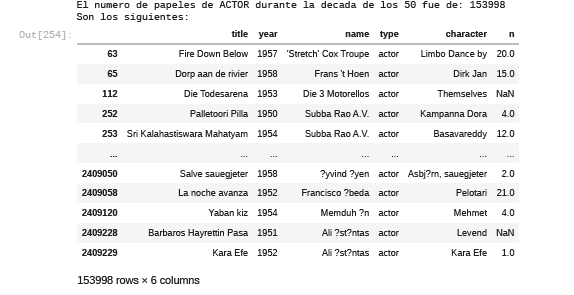 El numero de papeles de ACTOR durante la decada de los 50 fue de: 153998
Son los siguientes:
Out[254]:
title year name type character n
63 Fire Down Below 1957 'Stretch' Cox Troupe actor Limbo Dance by 20.0
65 Dorp aan de rivier 1958 Frans 't Hoen actor Dirk Jan 15.0
112 Die Todesarena 1953 Die 3 Motorellos actor Themselves NaN
252 Palletoori Pilla 1950 Subba Rao A.V. actor Kampanna Dora 4.0
253 Sri Kalahastiswara Mahatyam 1954 Subba Rao A.V. actor Basavareddy 12.0
... ... ... ... ... ... ...
2409050 Salve sauegjeter 1958 ?yvind ?yen actor Asbj?rn, sauegjeter 2.0
2409058 La noche avanza 1952 Francisco ?beda actor Pelotari 21.0
2409120 Yaban kiz 1954 Memduh ?n actor Mehmet 4.0
2409228 Barbaros Hayrettin Pasa 1951 Ali ?st?ntas actor Levend NaN
2409229 Kara Efe 1952 Ali ?st?ntas actor Kara Efe 1.0
153998 rows × 6 columns